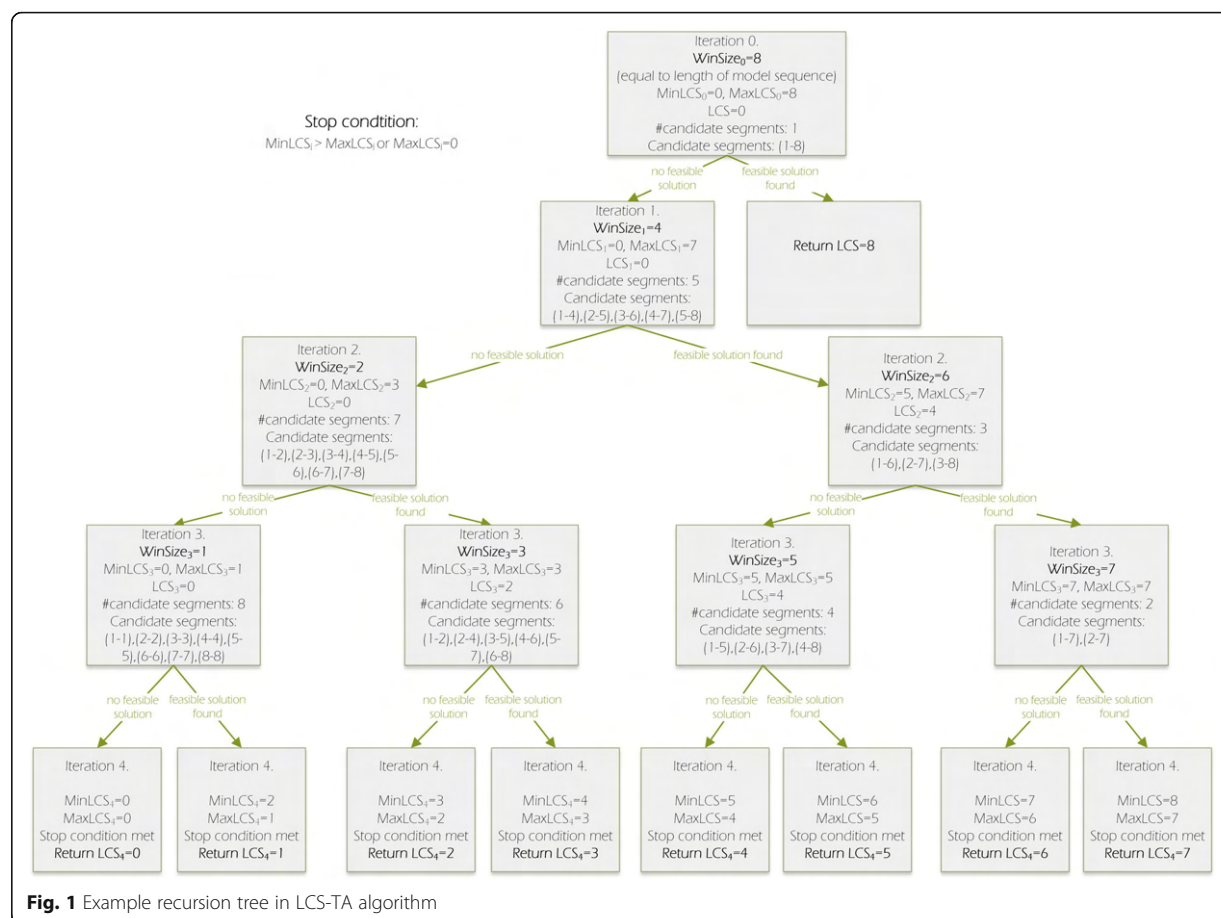 Iteration 0.
WinSize0=8
(equal to length of model sequence)
MinLCS0=0, MaxLCS0=8
LCS=0
#candidate segments: 1
Candidate segments: (1-8)
Stop condtition:
MinLCSi > MaxLCSi or MaxLCSi=0
no feasible
solution
feasible solution
found
Iteration 1.
WinSize1=4
MinLCS1=0, MaxLCS1=7
LCS1=0
#candidate segments: 5
Candidate segments:
(1-4),(2-5),(3-6),(4-7),(5-8)
Return LCS=8
no feasible solution
feasible solution found
Iteration 2.
WinSize2=2
MinLCS2=0, MaxLCS2=3
LCS2=0
#candidate segments: 7
Candidate segments:
(1-2),(2-3),(3-4),(4-5),(5-
6),(6-7),(7-8)
Iteration 2.
WinSize2=6
MinLCS2=5, MaxLCS2=7
LCS2=4
#candidate segments: 3
Candidate segments:
(1-6),(2-7),(3-8)
no feasible
solution
feasible solution
found
no feasible
solution
feasible solution
found
Iteration 3.
WinSize3=1
MinLCS3=0, MaxLCS3=1
LCS3=0
#candidate segments: 8
Candidate segments:
(1-1),(2-2),(3-3),(4-4),(5-
5),(6-6),(7-7),(8-8)
Iteration 3.
WinSize3=3
MinLCS3=3, MaxLCS3=3
LCS3=2
#candidate segments: 6
Candidate segments:
(1-2),(2-4),(3-5),(4-6),(5-
7),(6-8)
Iteration 3.
WinSize3=5
MinLCS3=5, MaxLCS3=5
LCS3=4
#candidate segments: 4
Candidate segments:
(1-5),(2-6),(3-7),(4-8)
Iteration 3.
WinSize3=7
MinLCS3=7, MaxLCS3=7
#candidate segments: 2
Candidate segments:
(1-7),(2-7)
no feasible
solution
feasible solution
found
no feasible
solution
feasible solution
found
no feasible
solution
feasible solution
found
no feasible
solution
feasible solution
found
Iteration 4.
MinLCS4=0
MaxLCS4=0
Stop condition met
Return LCS4=0
Iteration 4.
MinLCS4=2
MaxLCS4=1
Stop condition met
Return LCS4=1
Iteration 4.
MinLCS4=3
MaxLCS4=2
Stop condition met
Return LCS4=2
Iteration 4.
MinLCS4=4
MaxLCS4=3
Stop condition met
Return LCS4=3
Iteration 4.
MinLCS=5
MaxLCS=4
Stop condition met
Return LCS4=4
Iteration 4.
MinLCS=6
MaxLCS=5
Stop condition met
Return LCS4=5
Iteration 4.
MinLCS=7
MaxLCS=6
Stop condition met
Return LCS4=6
Iteration 4.
MinLCS=8
MaxLCS=7
Stop condition met
Return LCS4=7
Fig. 1 Example recursion tree in LCS-TA algorithm